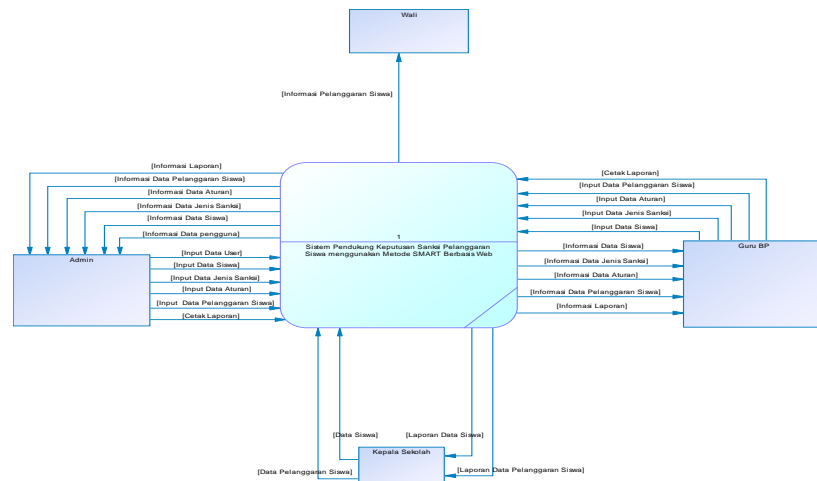 Wali
[Informasi Pelanggaran Siswa]
[Informasi Laporan]
[Informasi Data Pelanggaran Siswa]
[Informasi Data Aturan]
[Informasi Data Jenis Sanksi]
[Informasi Data Siswa]
[Informasi Data pengguna]
Admin
[Input Data User]
[Input Data Siswa]
[Input Data Jenis Sanksi]
[Input Data Aturan]
[Input Data Pelanggaran Siswa]
[Cetak Laporan]
1
Sistem Pendukung Keputusan Sanksi Pelanggaran
Siswa menggunakan Metode SMART Berbasis Web
[Cetak Laporan]
[Input Data Pelanggaran Siswa]
[Input Data Aturan]
[Input Data Jenis Sanksi]
[Input Data Siswa]
Guru BP
[Informasi Data Siswa]
[Informasi Data Jenis Sanksi]
[Informasi Data Aturan]
[Informasi Data Pelanggaran Siswa]
[Informasi Laporan]
[Data Siswa]
[Laporan Data Siswa]
Kepala Sekolah
[Data Pelanggaran Siswa]
[Laporan Data Pelanggaran Siswa]